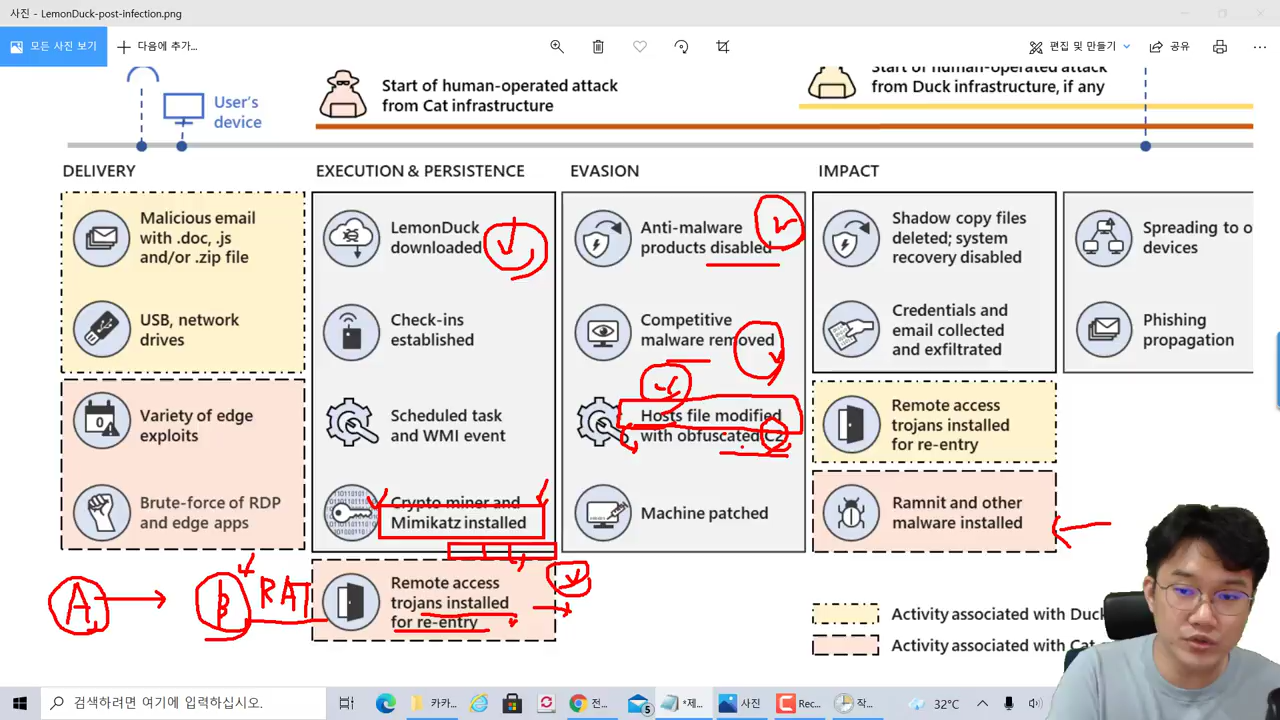 사진 - LemonDuck-post-infection.png
모든 사진 보기
다음에 추가...
편집 및 만들기
공유
User's
device
Start of human-operated attack
from Cat infrastructure
Start of human-operated attack
from Duck infrastructure, if any
DELIVERY
EXECUTION & PERSISTENCE
EVASION
IMPACT
Malicious email
with .doc, .js
and/or .zip file
USB, network
drives
Variety of edge
exploits
Brute-force of RDP
and edge apps
LemonDuck
downloaded
Check-ins
established
Scheduled task
and WMI event
Crypto miner and
Mimikatz installed
Remote access
trojans installed
for re-entry
Anti-malware
products disabled
Competitive
malware removed
Hosts file modified
with obfuscated C2
Machine patched
Shadow copy files
deleted; system
recovery disabled
Credentials and
email collected
and exfiltrated
Remote access
trojans installed
for re-entry
Ramnit and other
malware installed
Spreading to o
devices
Phishing
propagation
A
B
RAT
Activity associated with Duck
Activity associated with Cat
검색하려면 여기에 입력하십시오.
카카...
전...
5
*제...
사진
Rec...
작...
32°C